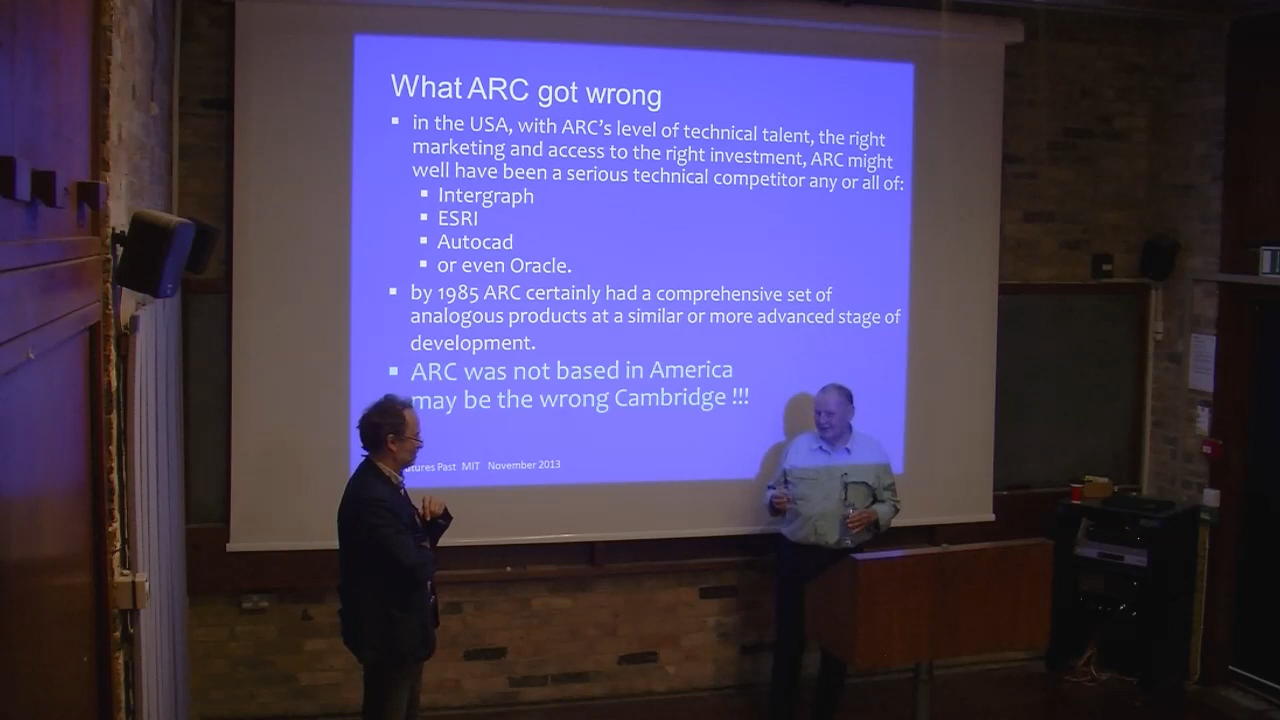 What ARC got wrong
▪ in the USA, with ARC's level of technical talent, the right
marketing and access to the right investment, ARC might
well have been a serious technical competitor any or all of:
▪ Intergraph
▪ ESRI
▪ Autocad
▪ or even Oracle.
▪ by 1985 ARC certainly had a comprehensive set of
analogous products at a similar or more advanced stage of
development.
▪ ARC was not based in America
may be the wrong Cambridge !!!
Past MIT November 2013